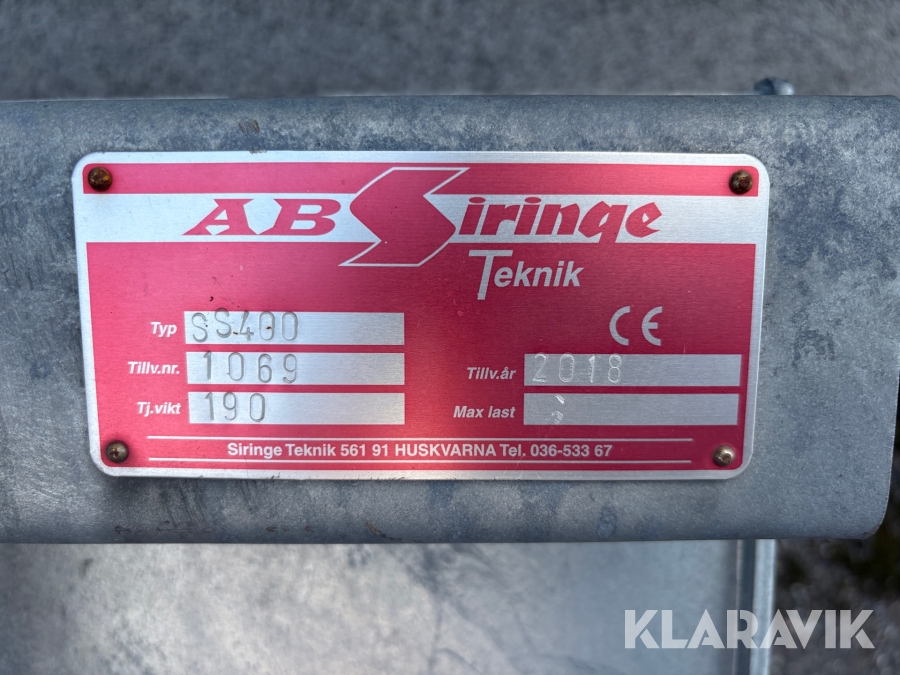 AB Siringe
Teknik
Typ SS400
Tillv.nr. 1069 Tillv.år 2018
Tj.vikt 190 Max last
Siringe Teknik 561 91 HUSKVARNA Tel. 036-533 67
CE
KLARAVIK